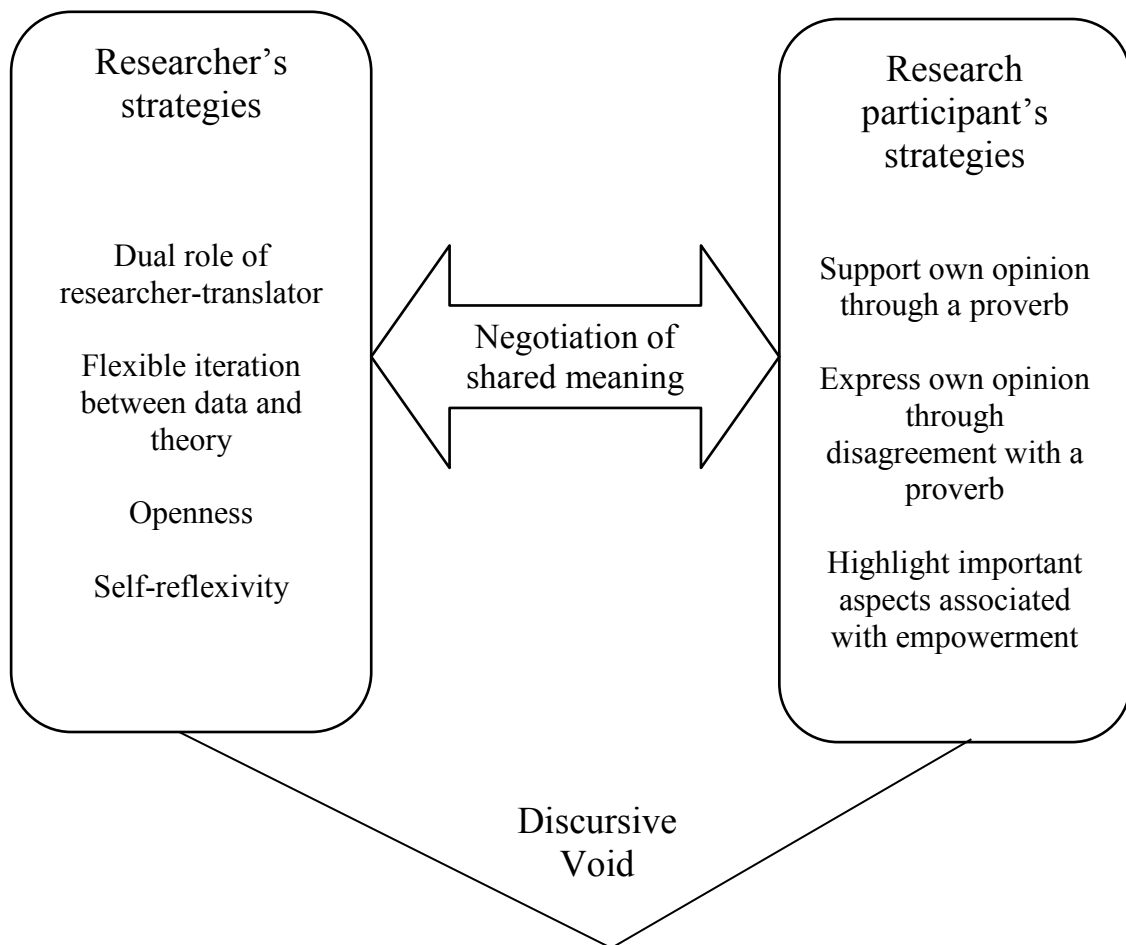 Researcher’s
strategies
Dual role of
researcher-translator
Flexible iteration
between data and
theory
Openness
Self-reflexivity
Negotiation of
shared meaning
Research
participant’s
strategies
Support own opinion
through a proverb
Express own opinion
through
disagreement with a
proverb
Highlight important
aspects associated
with empowerment
Discursive
Void